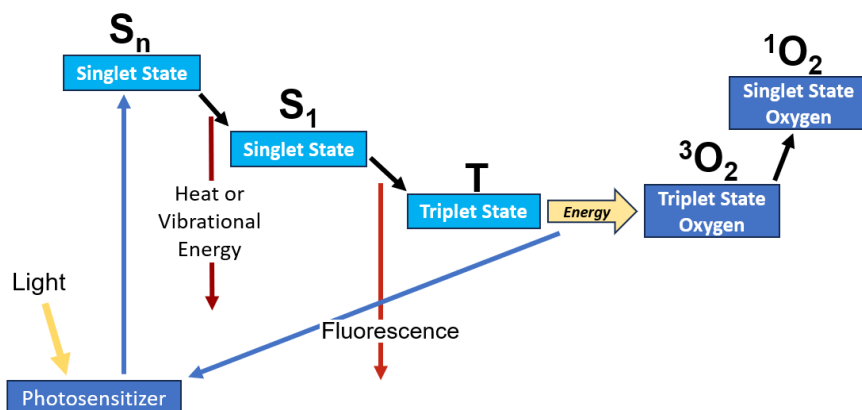 Sn
Singlet State
S1
Singlet State
T
Triplet State
Energy
¹O₂
Singlet State
Oxygen
³O₂
Triplet State
Oxygen
Heat or
Vibrational
Energy
Light
Fluorescence
Photosensitizer